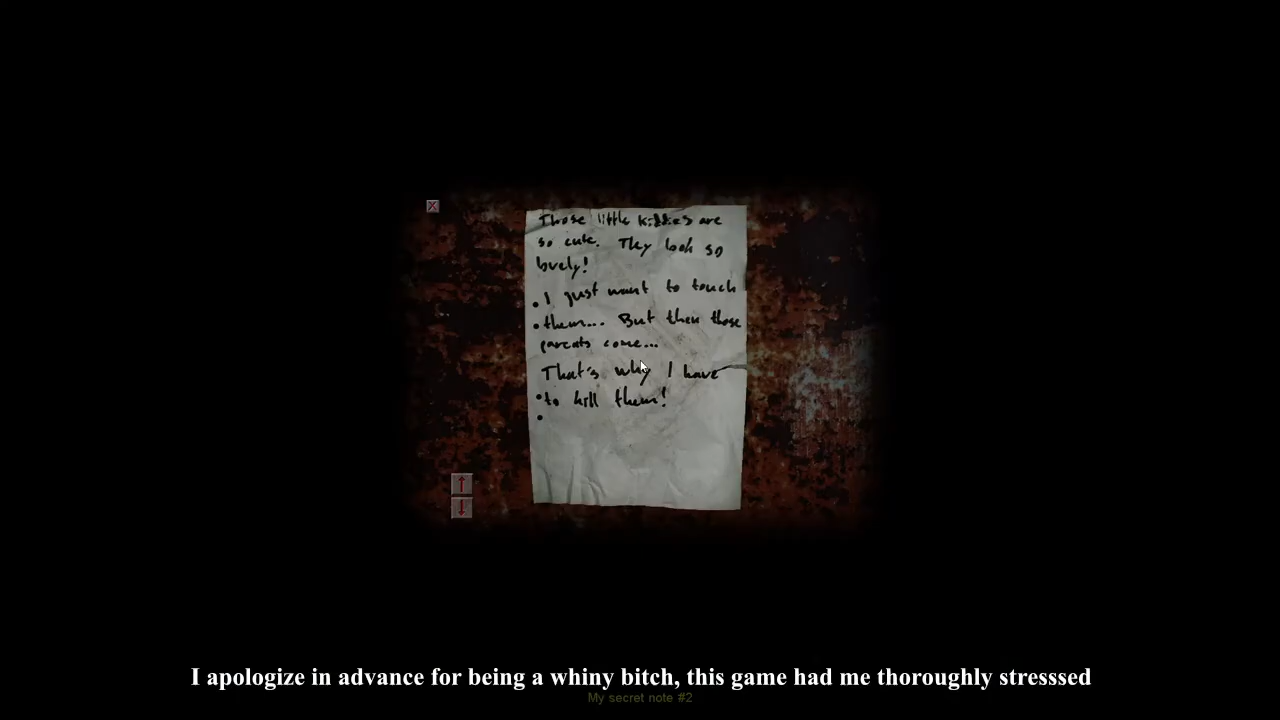 Those little kitties are
so cute. They look so
lovely!
I just want to touch
them... But then those
parents come...
That's why I have
to kill them!
I apologize in advance for being a whiny bitch, this game had me thoroughly stresssed
My secret note #2